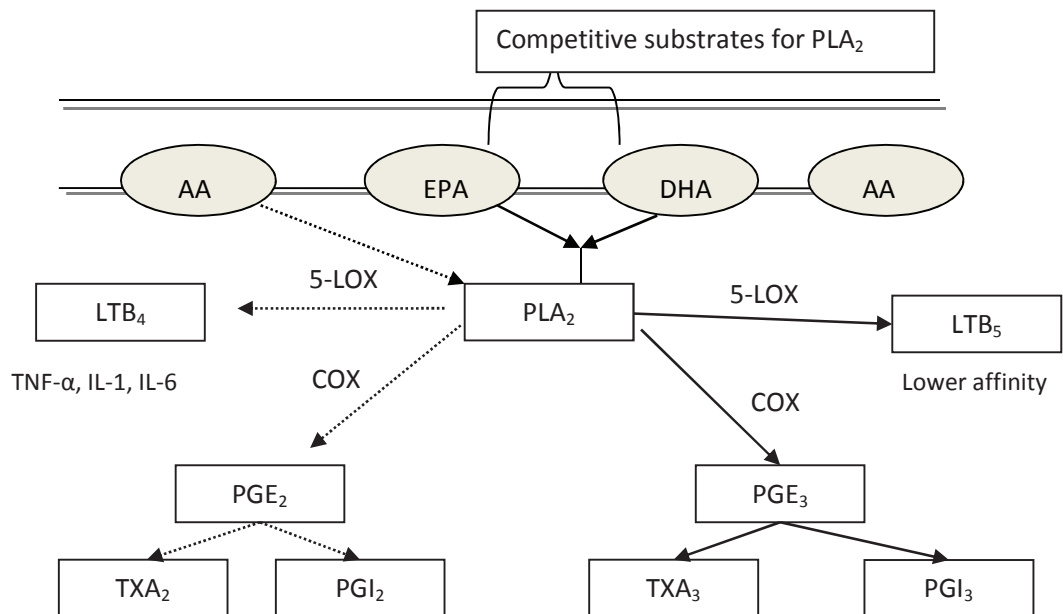 Competitive substrates for PLA₂
AA
EPA
DHA
AA
5-LOX
5-LOX
LTB₄
PLA₂
LTB₅
TNF-α, IL-1, IL-6
COX
COX
Lower affinity
PGE₂
PGE₃
TXA₂
PGI₂
TXA₃
PGI₃